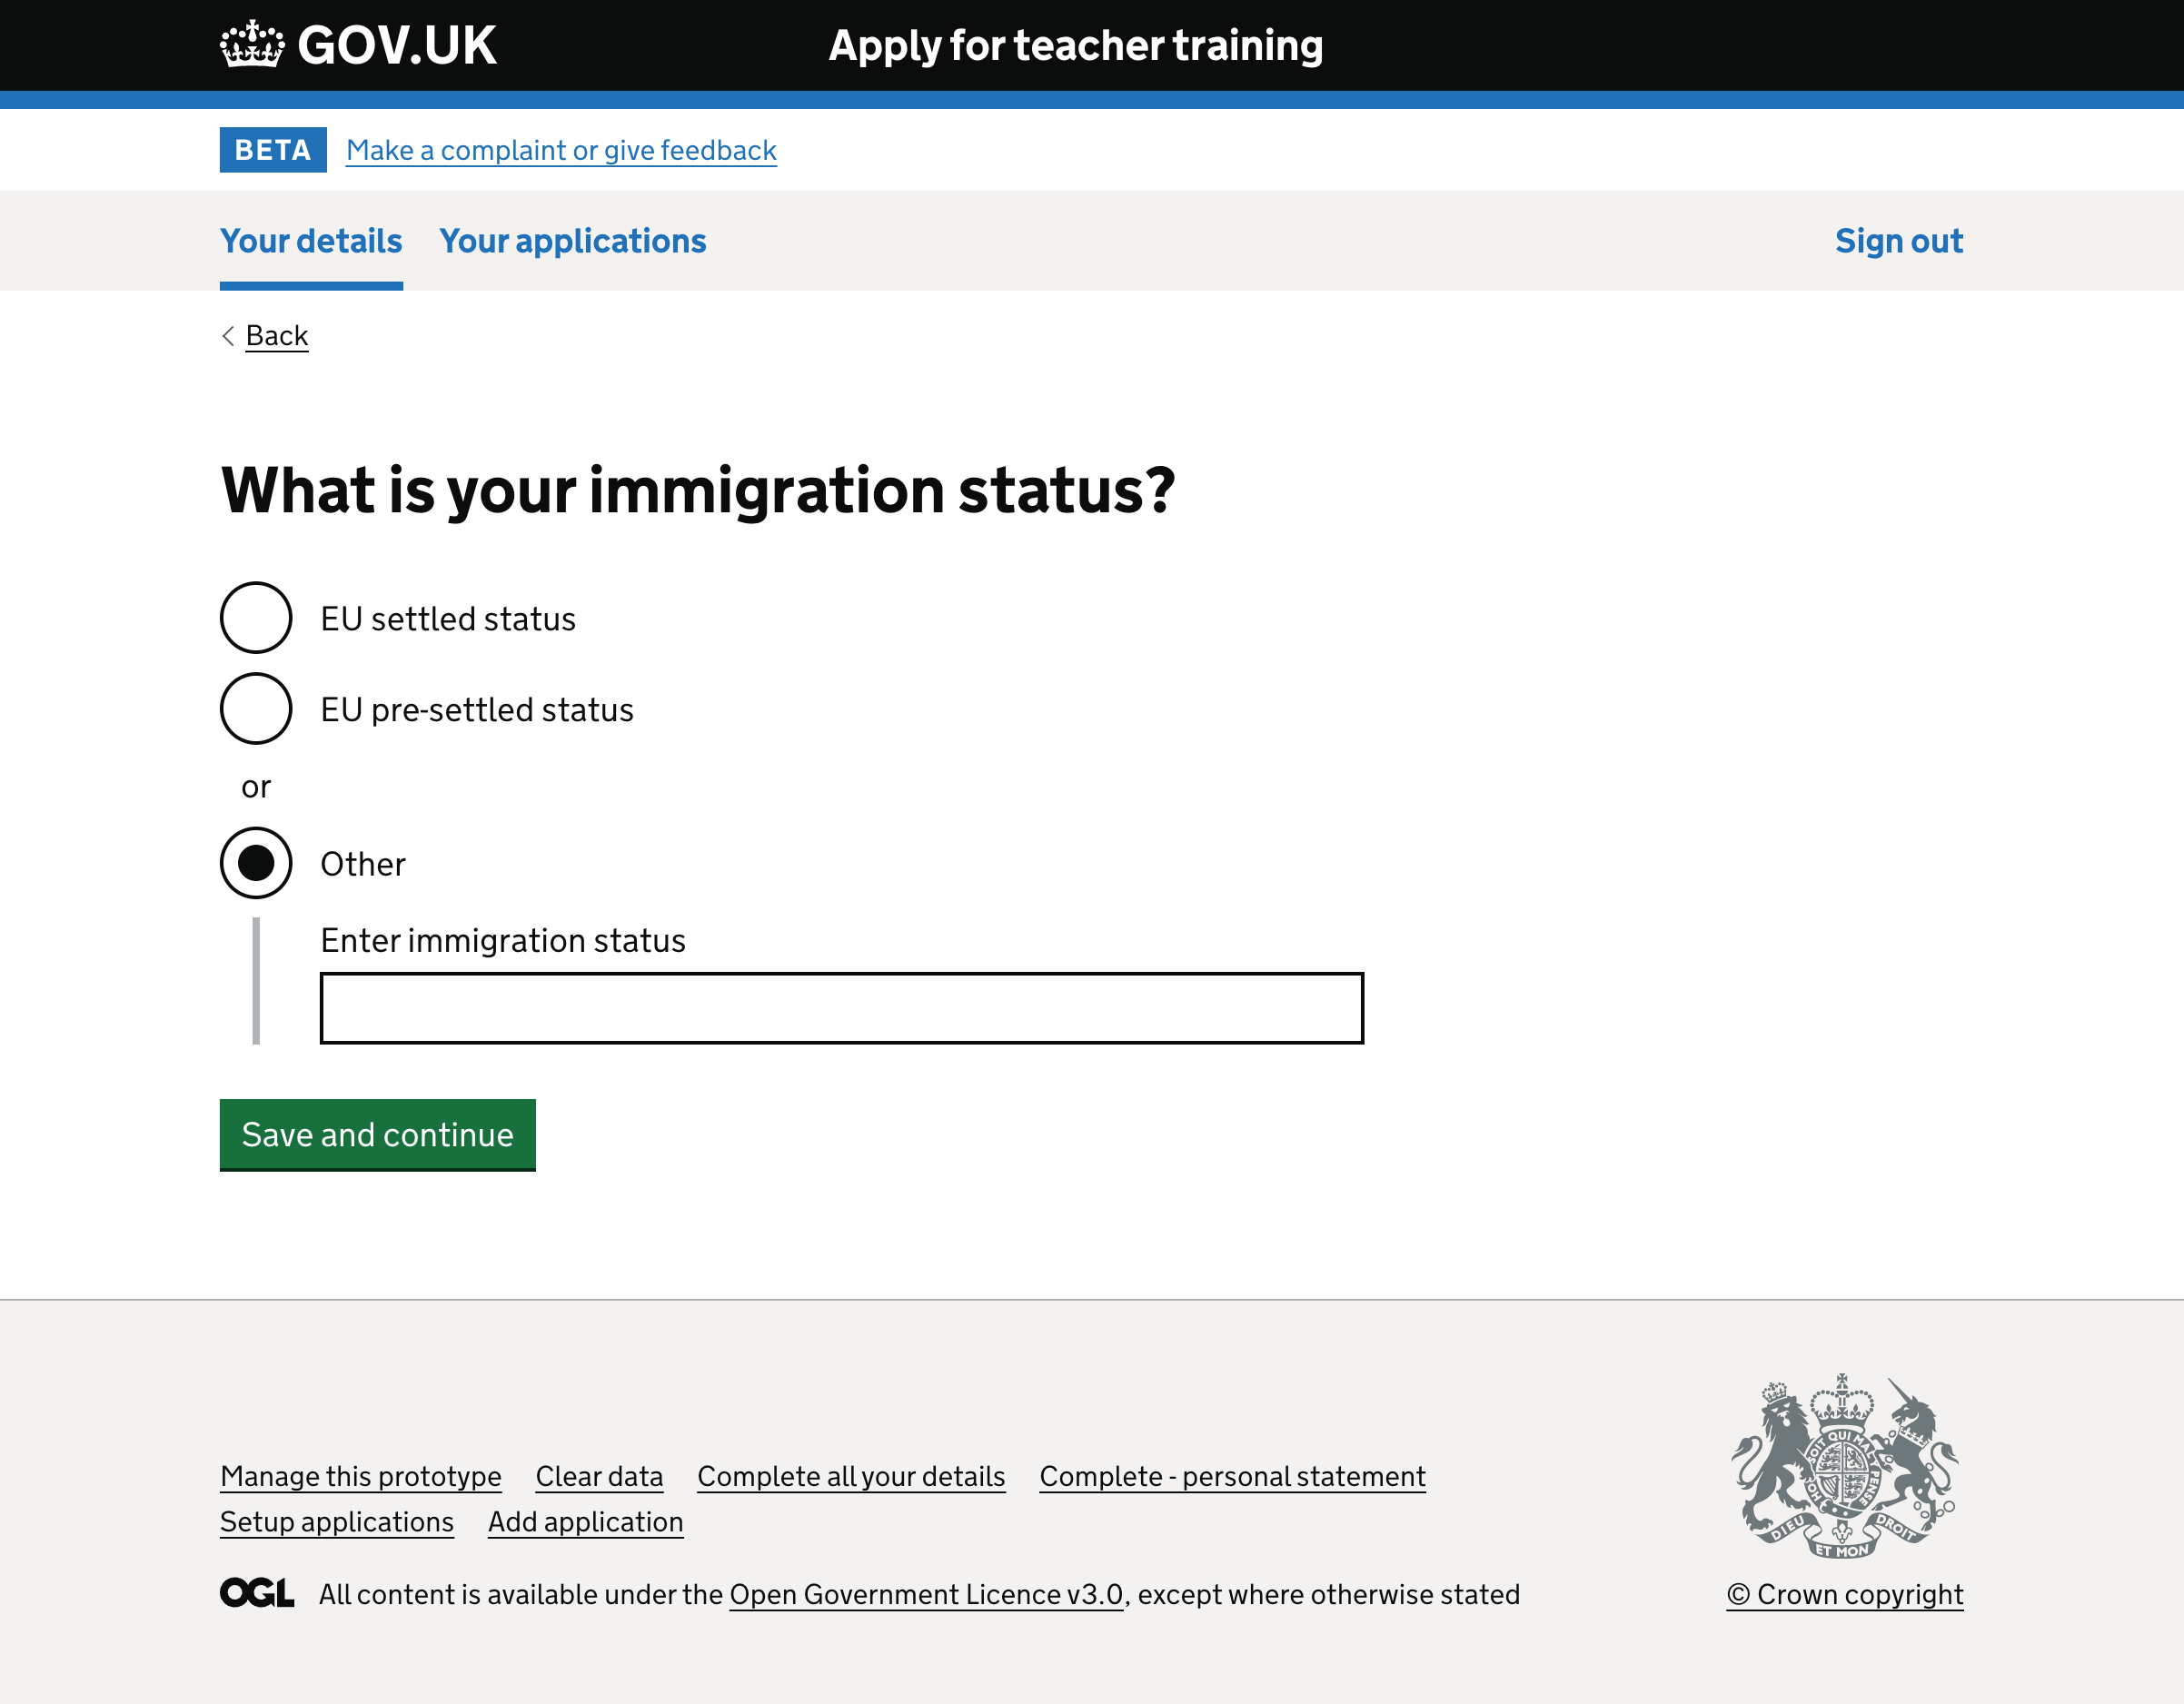 GOV.UK
Apply for teacher training
BETA Make a complaint or give feedback
Your details Your applications Sign out
Back
What is your immigration status?
EU settled status
EU pre-settled status
or
Other
Enter immigration status
Save and continue
Manage this prototype Clear data Complete all your details Complete - personal statement
Setup applications Add application
DIEU ET MON DROIT
OGL All content is available under the Open Government Licence v3.0, except where otherwise stated
© Crown copyright